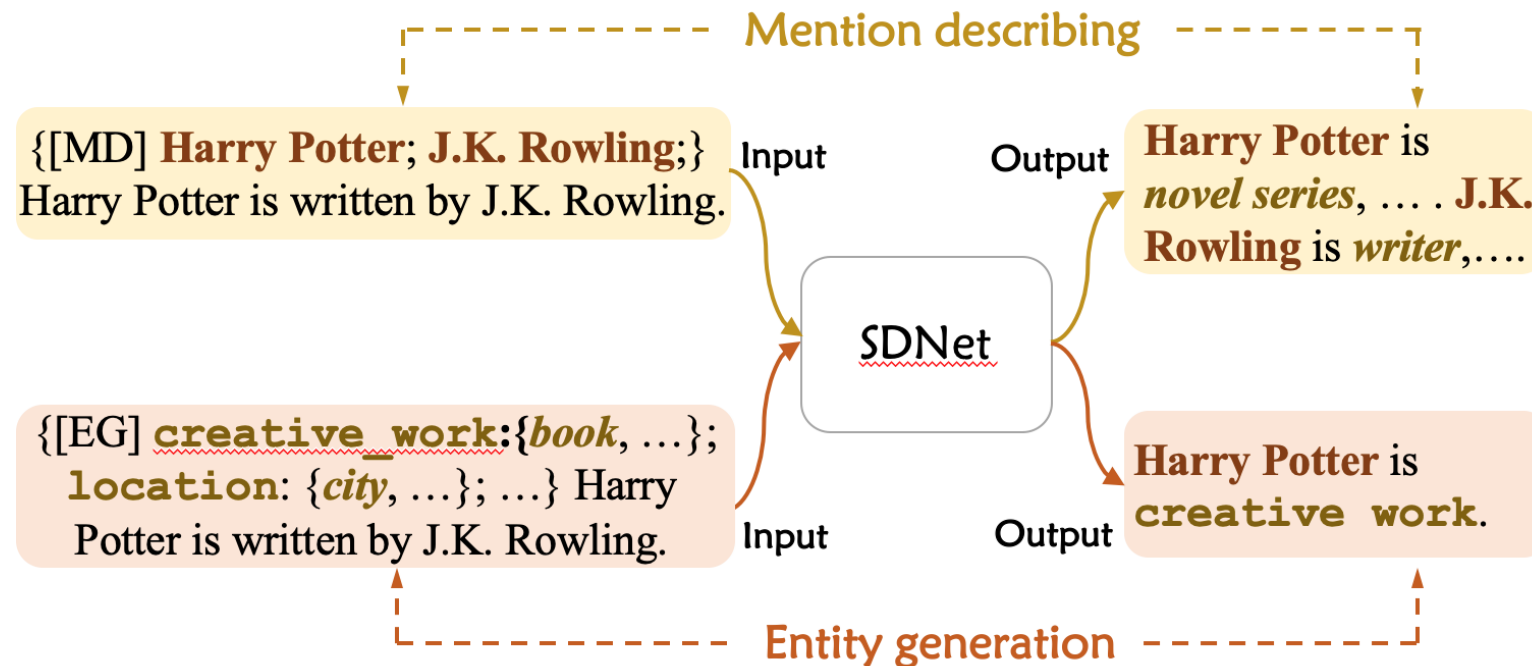 Mention describing
{[MD] Harry Potter; J.K. Rowling;}
Harry Potter is written by J.K. Rowling.
Input
Output
Harry Potter is
novel series, … . J.K.
Rowling is writer,….
SDNet
{[EG] creative_work:{book, …};
location: {city, …}; …} Harry
Potter is written by J.K. Rowling.
Input
Output
Harry Potter is
creative work.
Entity generation